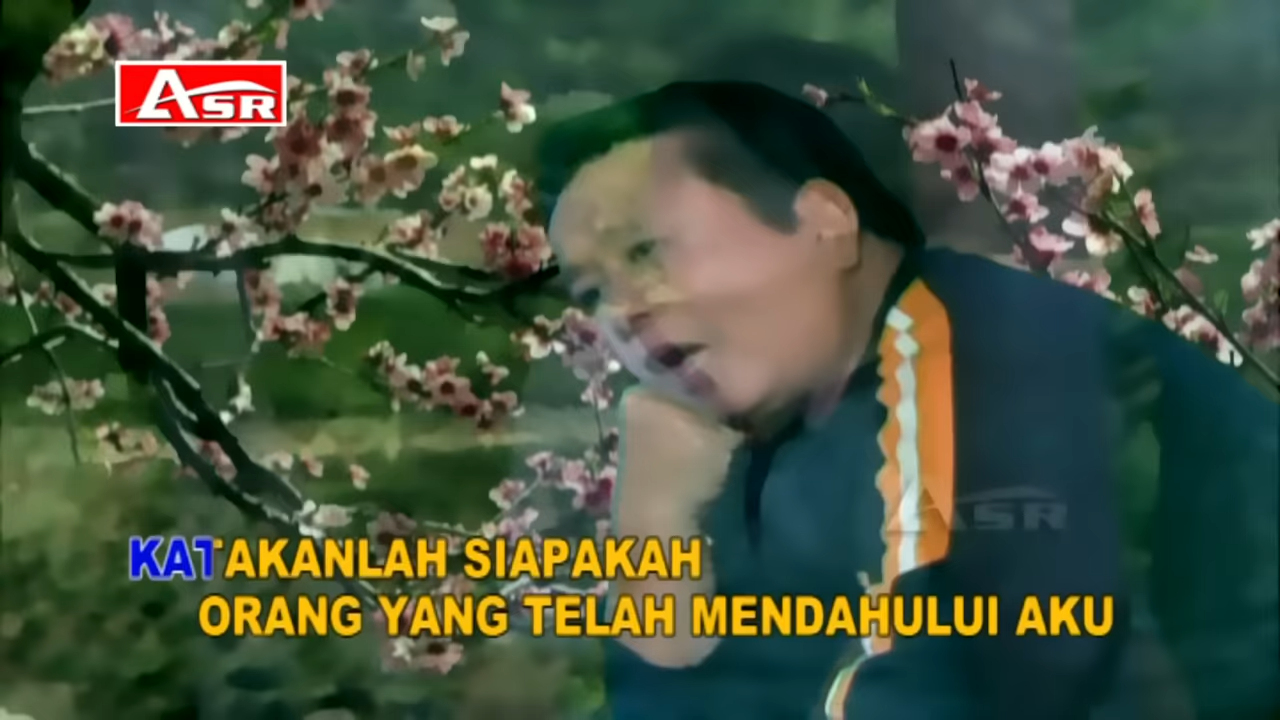 ASR
KATAKANLAH SIAPAKAH
ORANG YANG TELAH MENDAHULUI AKU
ASR